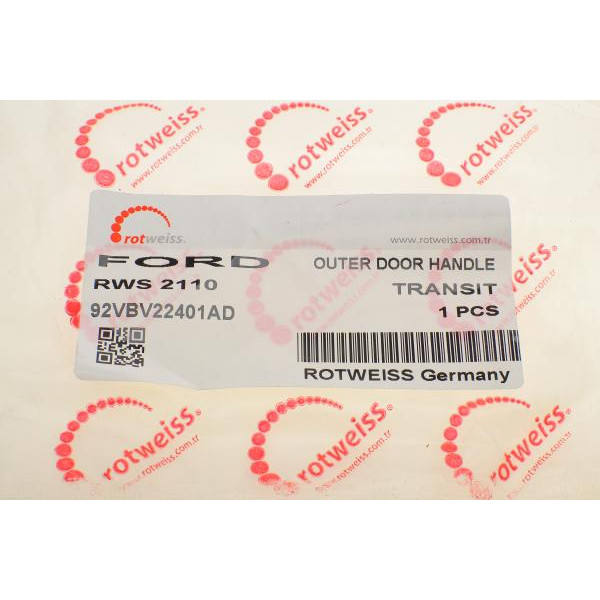 rotweiss®
www.rotweiss.com.tr
rotweiss®
www.rotweiss.com.tr
rotweiss®
www.rotweiss.com.tr
rotweiss.
www.rotweiss.com.tr
FORD
OUTER DOOR HANDLE
RWS 2110
TRANSIT
92VBV22401AD
1 PCS
ROTWEISS Germany
rotweiss®
www.rotweiss.com.tr
rotweiss®
www.rotweiss.com.tr
rotweiss®
www.rotweiss.com.tr